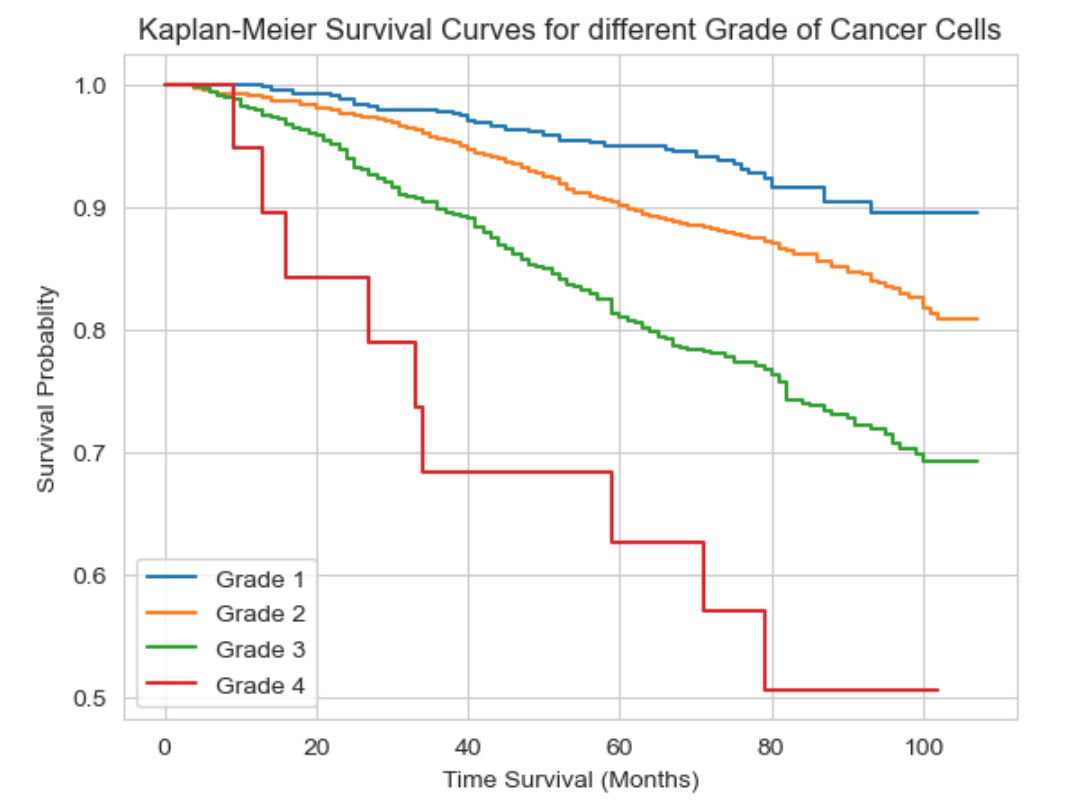 Kaplan-Meier Survival Curves for different Grade of Cancer Cells
1.0
0.9
0.8
0.7
0.6
0.5
Survival Probablity
Grade 1
Grade 2
Grade 3
Grade 4
0 20 40 60 80 100
Time Survival (Months)